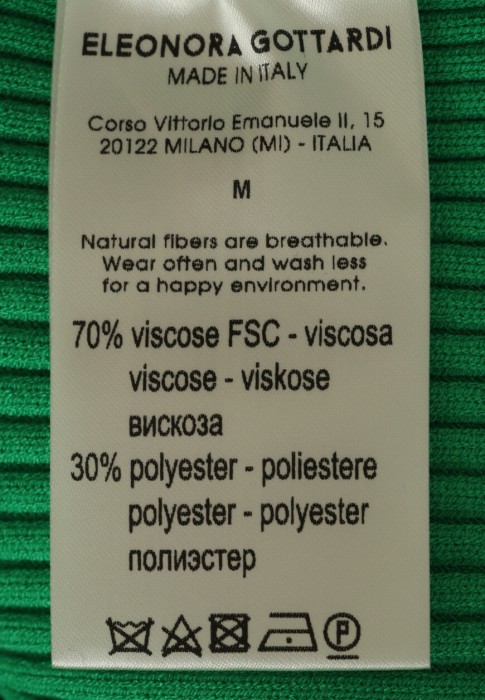 ELEONORA GOTTARDI
MADE IN ITALY
Corso Vittorio Emanuele II, 15
20122 MILANO (MI) - ITALIA
M
Natural fibers are breathable.
Wear often and wash less
for a happy environment.
70% viscose FSC - viscosa
viscose - viskose
вискоза
30% polyester - poliestere
polyester - polyester
полиэстер
P